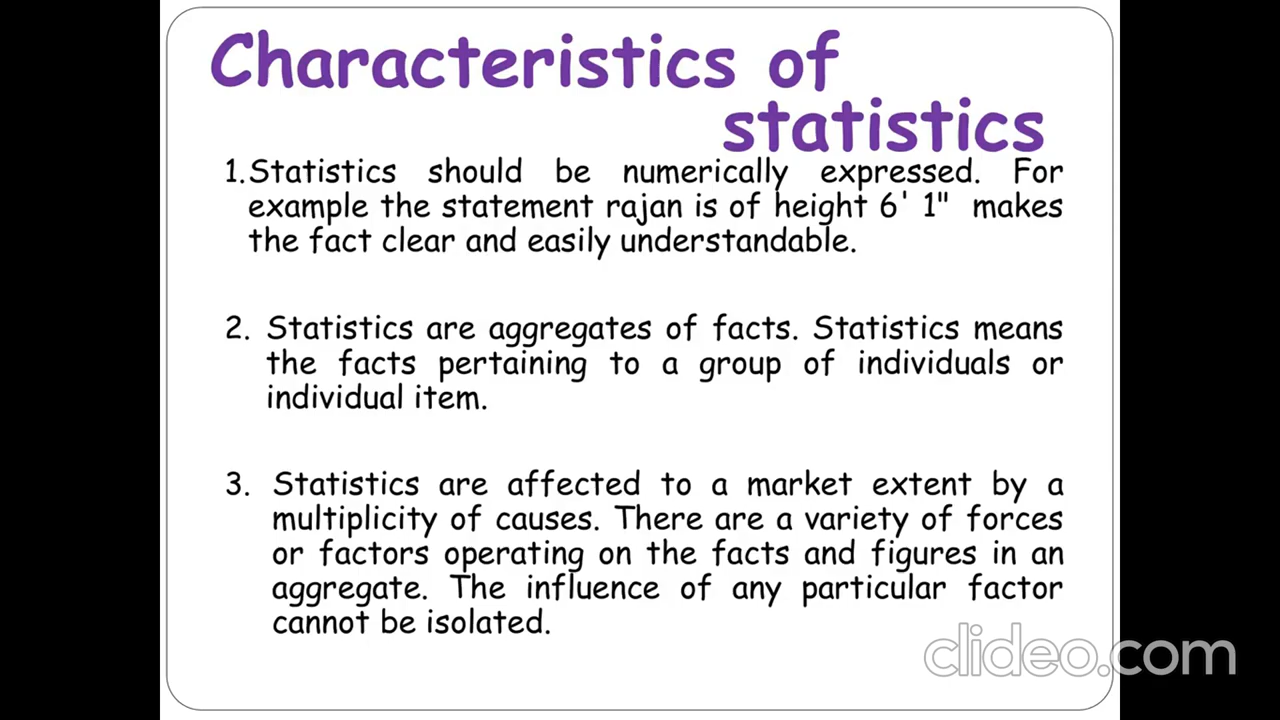 Characteristics of
statistics
1. Statistics should be numerically expressed. For
example the statement rajan is of height 6' 1" makes
the fact clear and easily understandable.
2. Statistics are aggregates of facts. Statistics means
the facts pertaining to a group of individuals or
individual item.
3. Statistics are affected to a market extent by a
multiplicity of causes. There are a variety of forces
or factors operating on the facts and figures in an
aggregate. The influence of any particular factor
cannot be isolated.
clideo.com